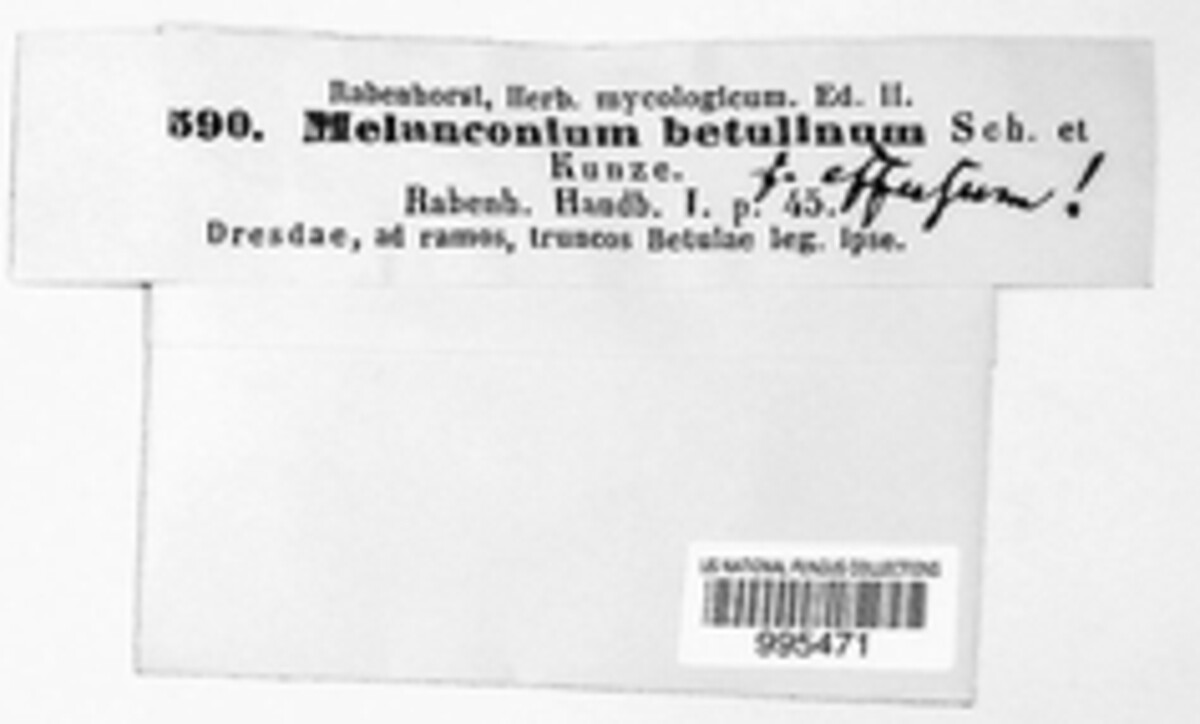 Rabenhorst, Herb. mycologicum. Ed. II.
590. Melanconium betulinum Sch. et
Kunze. f. effusum!
Rabenh. Handb. I. p. 45.
Dresdae, ad ramos, truncos Betulae leg. Ipse.
US NATIONAL FUNGUS COLLECTIONS
995471